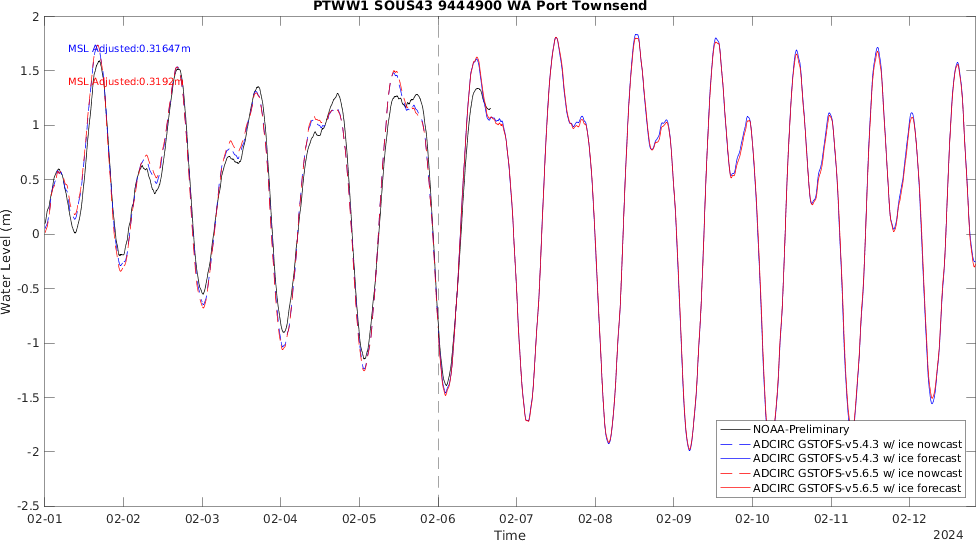 PTWW1 SOUS43 9444900 WA Port Townsend
MSL Adjusted:0.31647m
MSL Adjusted:0.3192m
Water Level (m)
2
1.5
1
0.5
0
-0.5
-1
-1.5
-2
-2.5
NOAA-Preliminary
ADCIRC GSTOFS-v5.4.3 w/ ice nowcast
ADCIRC GSTOFS-v5.4.3 w/ ice forecast
ADCIRC GSTOFS-v5.6.5 w/ ice nowcast
ADCIRC GSTOFS-v5.6.5 w/ ice forecast
02-01 02-02 02-03 02-04 02-05 02-06 02-07 02-08 02-09 02-10 02-11 02-12
Time
2024